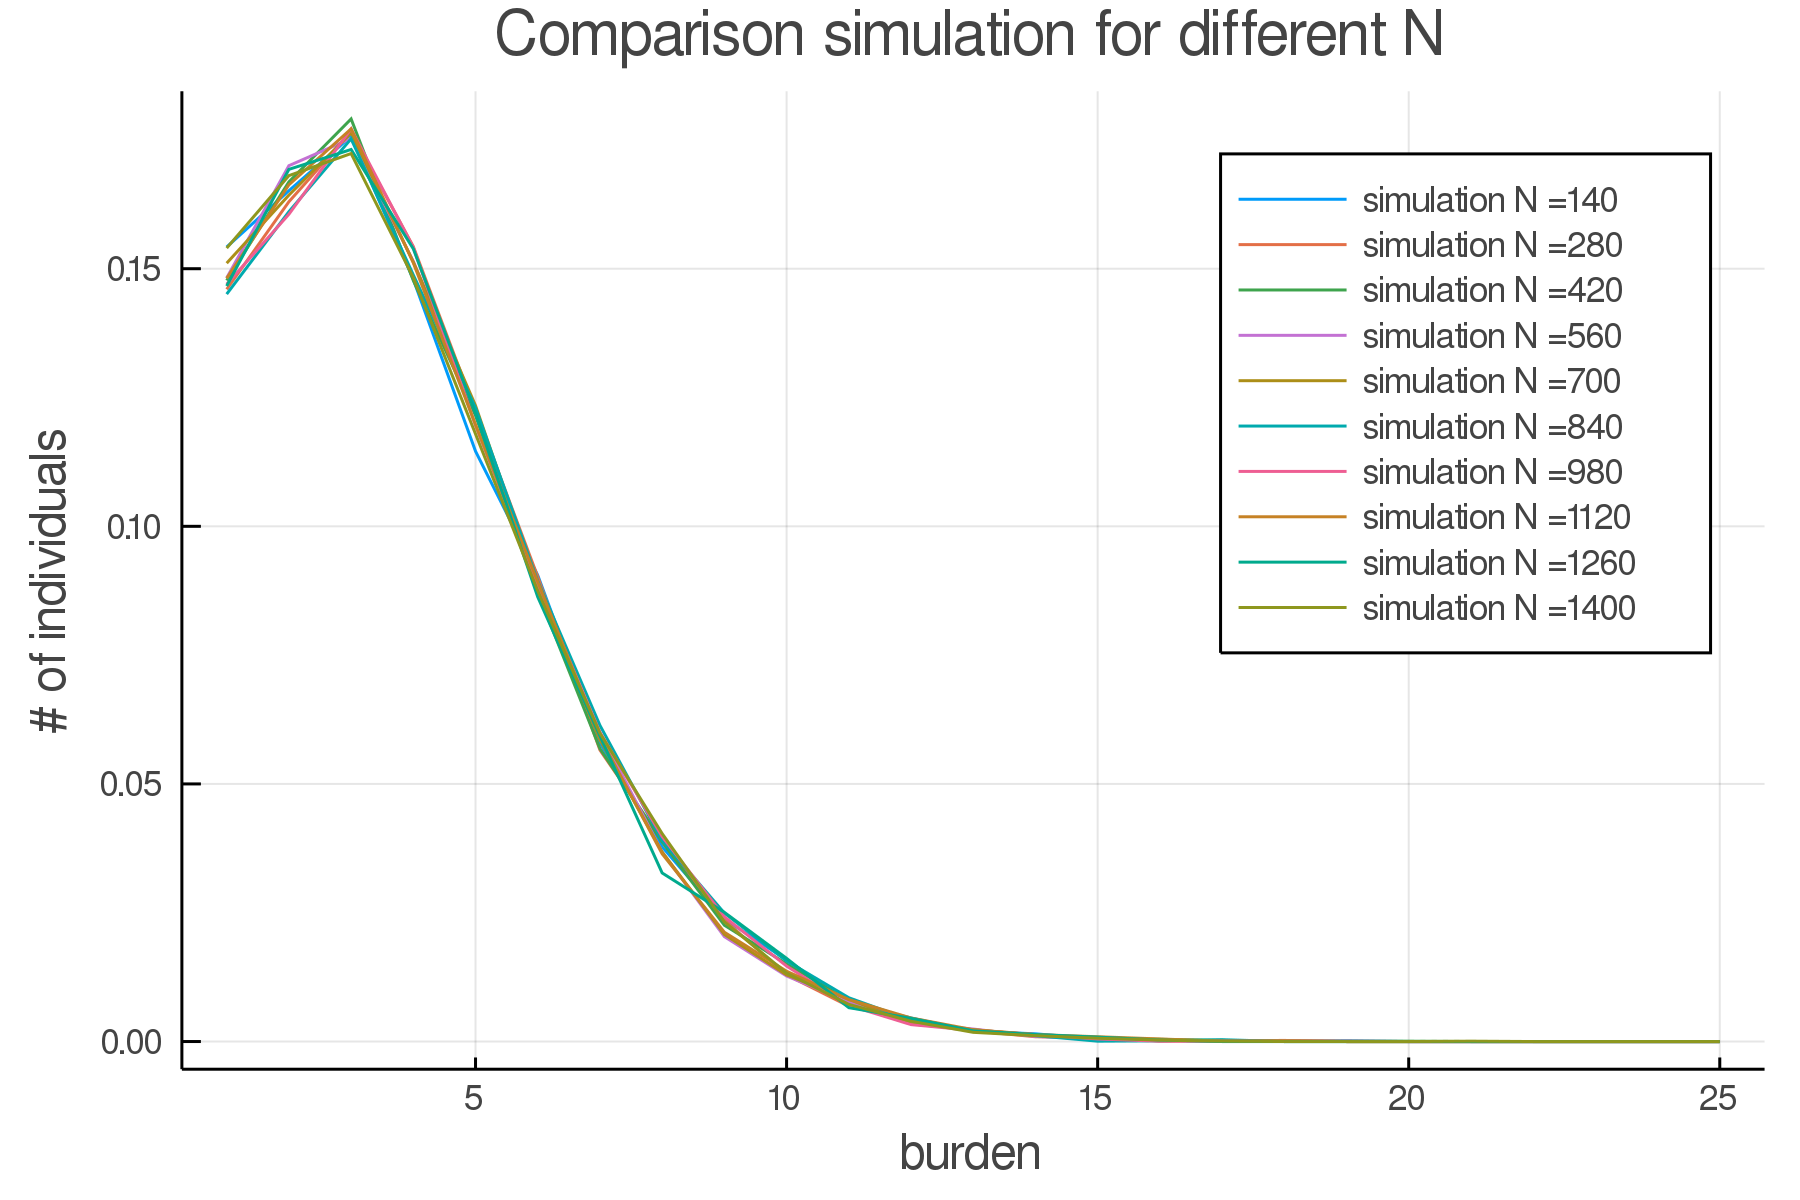 Comparison simulation for different N
# of individuals
0.15
0.10
0.05
0.00
simulation N =140
simulation N =280
simulation N =420
simulation N =560
simulation N =700
simulation N =840
simulation N =980
simulation N =1120
simulation N =1260
simulation N =1400
5 10 15 20 25
burden